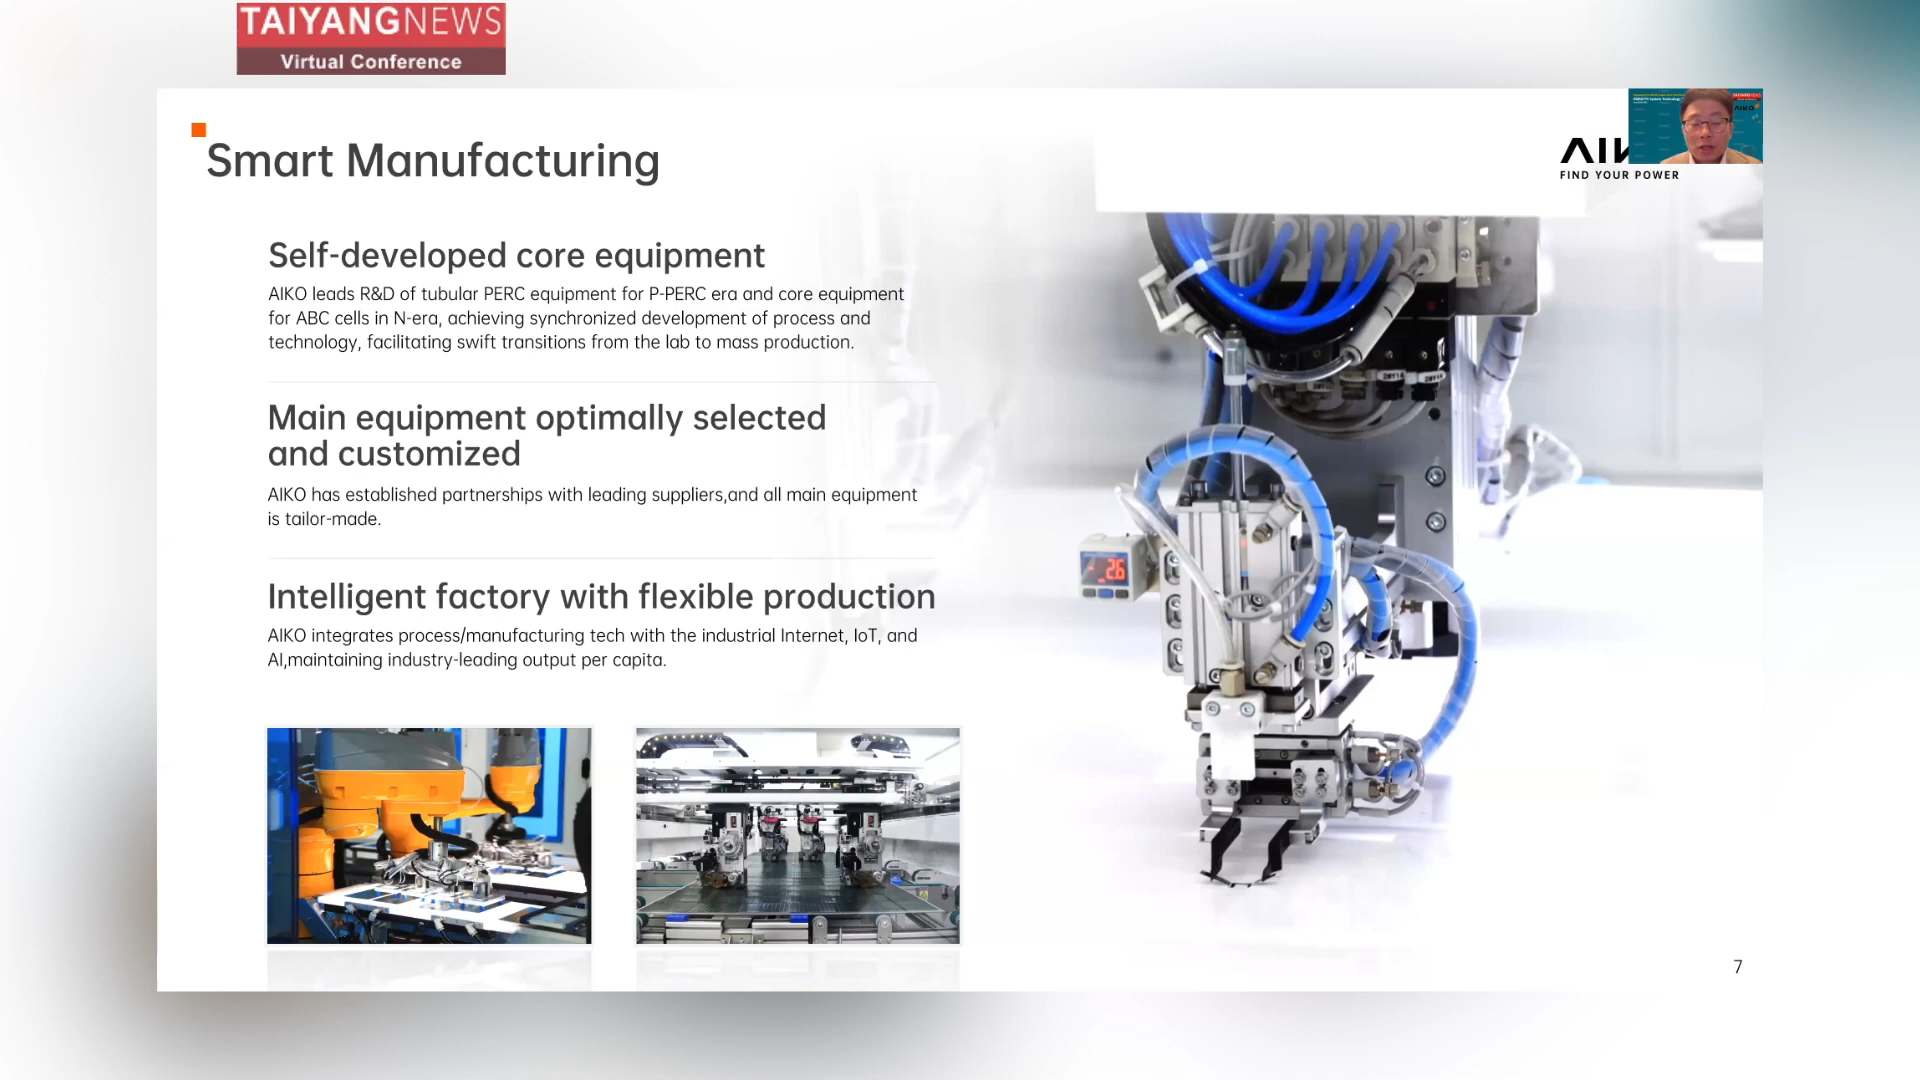 TAIYANGNEWS
Virtual Conference
Smart Manufacturing
FIND YOUR POWER
Self-developed core equipment
AIKO leads R&D of tubular PERC equipment for P-PERC era and core equipment
for ABC cells in N-era, achieving synchronized development of process and
technology, facilitating swift transitions from the lab to mass production.
Main equipment optimally selected
and customized
AIKO has established partnerships with leading suppliers,and all main equipment
is tailor-made.
Intelligent factory with flexible production
AIKO integrates process/manufacturing tech with the industrial Internet, IoT, and
AI,maintaining industry-leading output per capita.
7